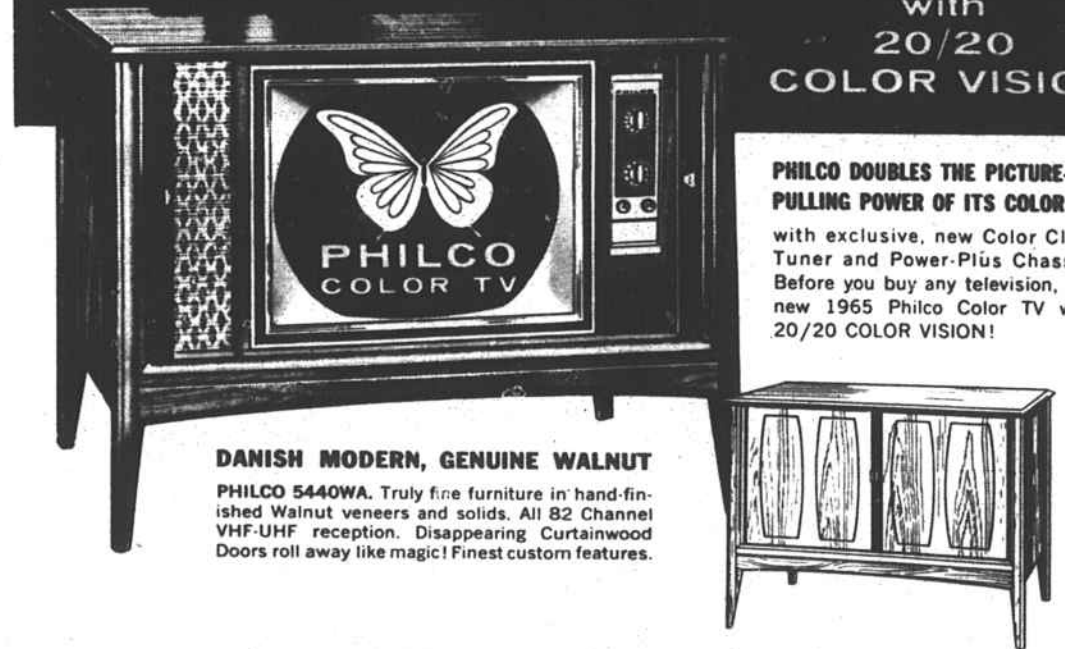 with
20/20
COLOR
PHILCO
COLOR TV
PHILCO DOUBLES THE PICTURE-
PULLING POWER OF ITS COLOR
with exclusive, new Color
Tuner and Power-Plus
Before you buy any television,
new 1965 Philco Color TV
20/20 COLOR VISION!
DANISH MODERN, GENUINE WALNUT
PHILCO 5440WA. Truly fine furniture in hand-fin-
ished Walnut veneers and solids. All 82 Channel
VHF-UHF reception. Disappearing Curtainwood
Doors roll away like magic! Finest custom features.